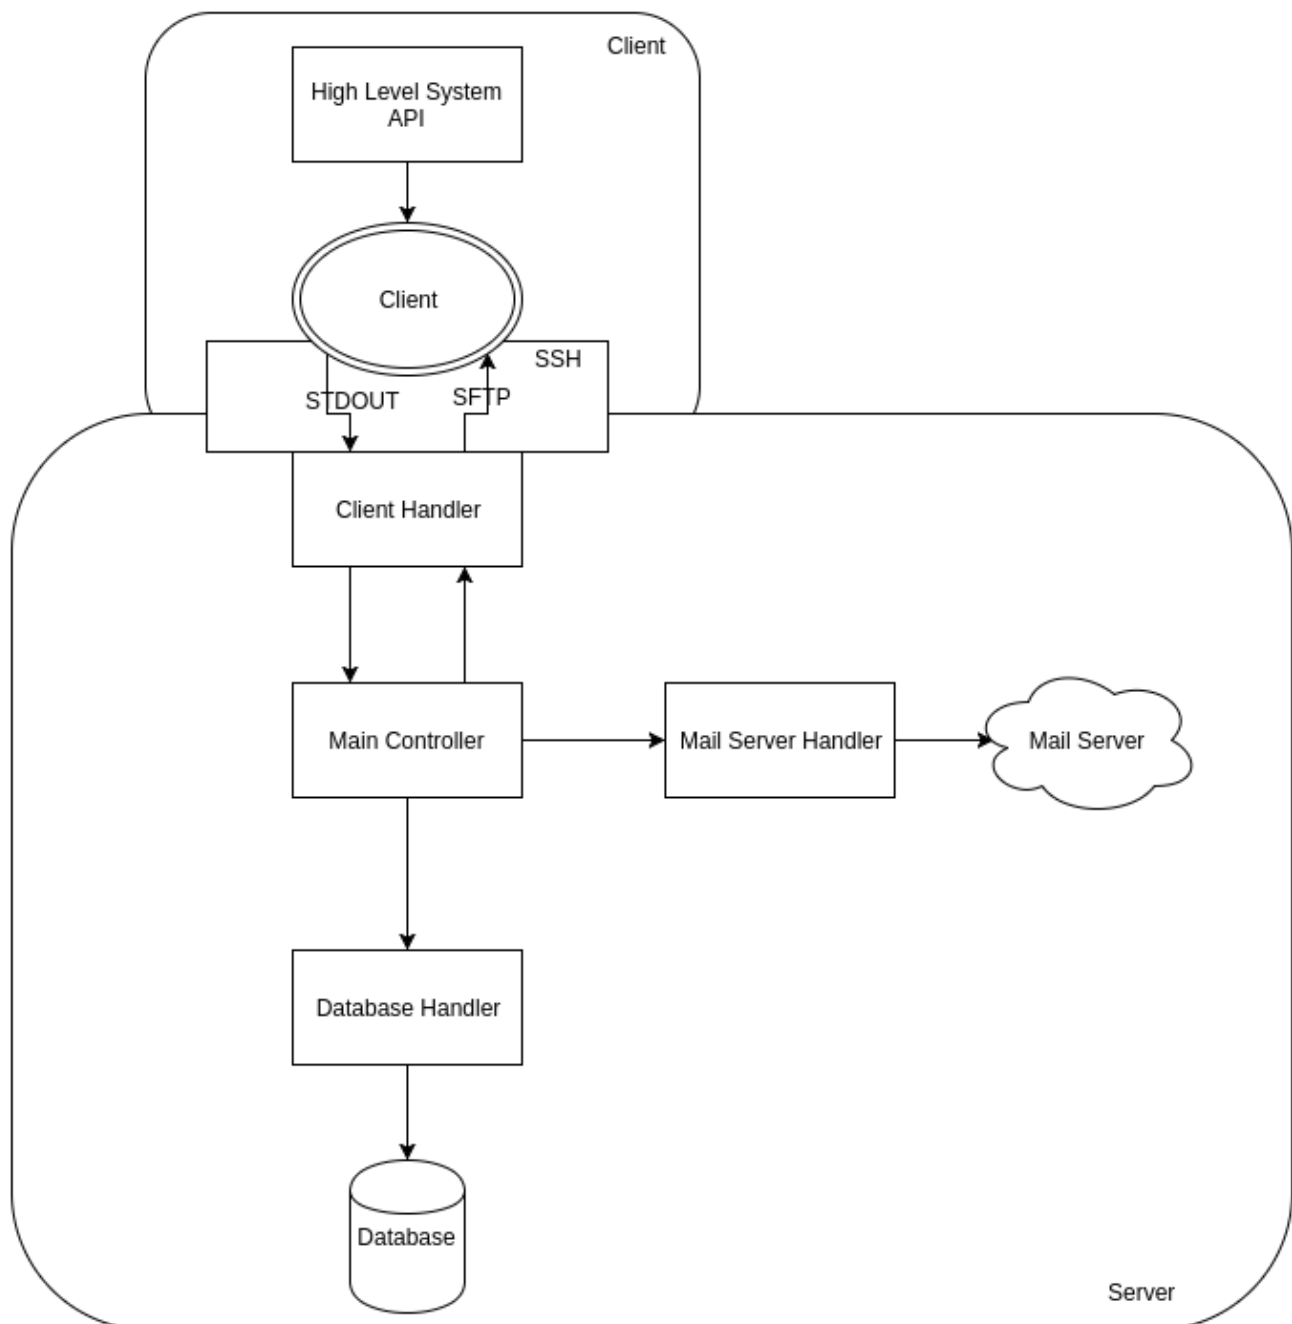 Client
High Level System
API
Client
SSH
STDOUT
SFTP
Client Handler
Main Controller
Mail Server Handler
Mail Server
Database Handler
Database
Server